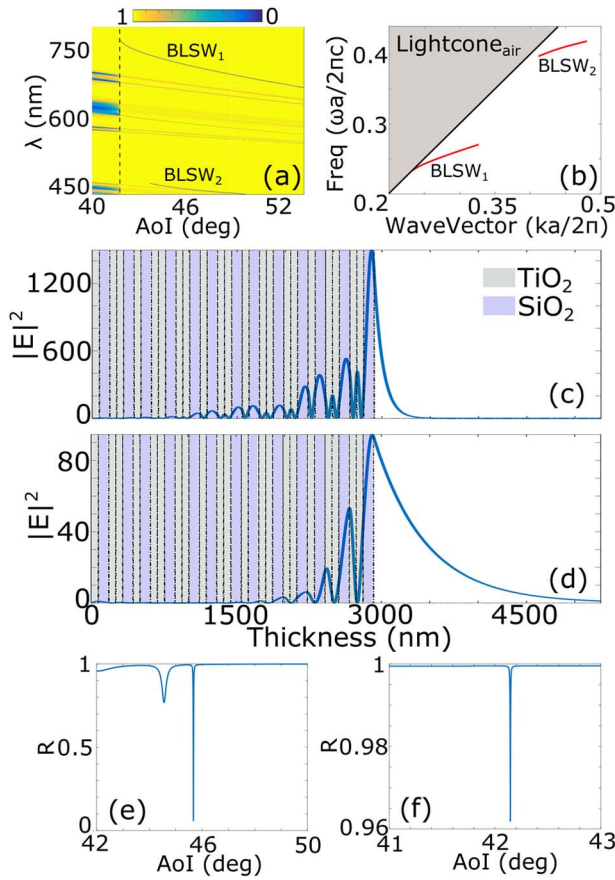 1 0
750
600
450
λ (nm)
BLSW1
BLSW2
(a)
40 46 52
AoI (deg)
0.4
0.3
0.2
Freq (ωa/2πc)
Lightconeair
BLSW2
BLSW1
(b)
0.2 0.35 0.5
WaveVector (ka/2π)
1200
600
0
|E|²
TiO2
SiO2
(c)
80
40
0
|E|²
(d)
0 1500 3000 4500
Thickness (nm)
1
0.5
0
R
(e)
42 46 50
AoI (deg)
1
0.98
0.96
R
(f)
41 42 43
AoI (deg)